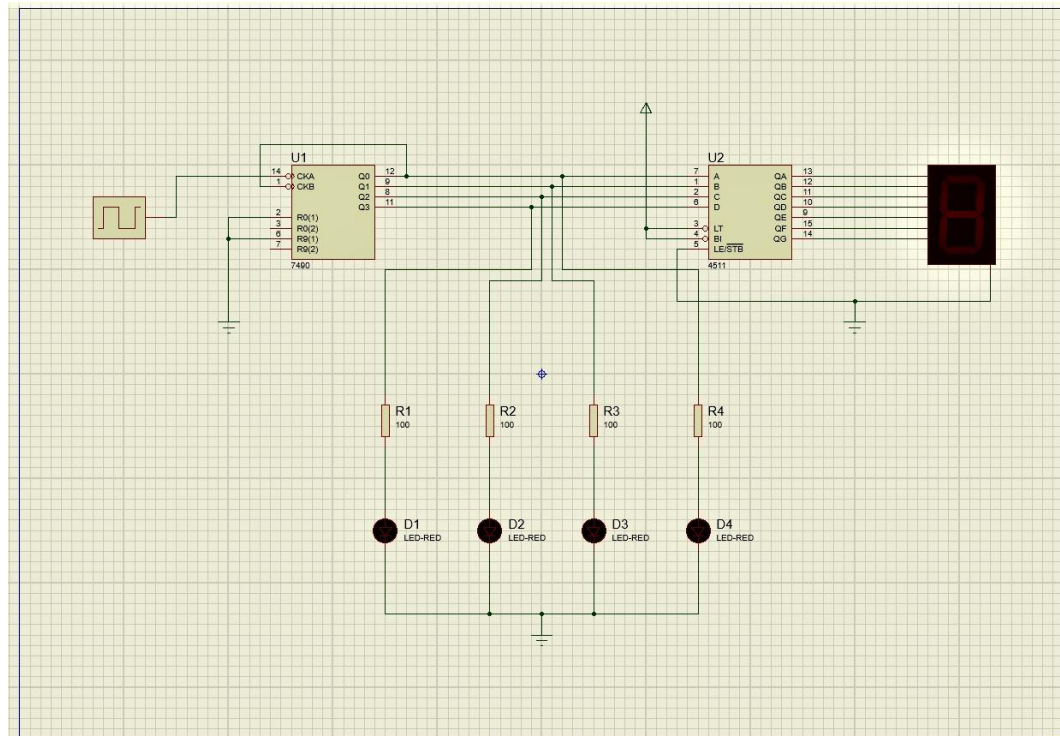 U1
14 CKA Q0 12
1 CKB Q1 9
Q2 8
Q3 11
2 R0(1)
3 R0(2)
6 R9(1)
7 R9(2)
7490
U2
7 A QA 13
1 B QB 12
2 C QC 11
6 D QD 10
QE 9
3 LT QF 15
4 BI QG 14
5 LE/STB
4511
R1
100
R2
100
R3
100
R4
100
D1
LED-RED
D2
LED-RED
D3
LED-RED
D4
LED-RED